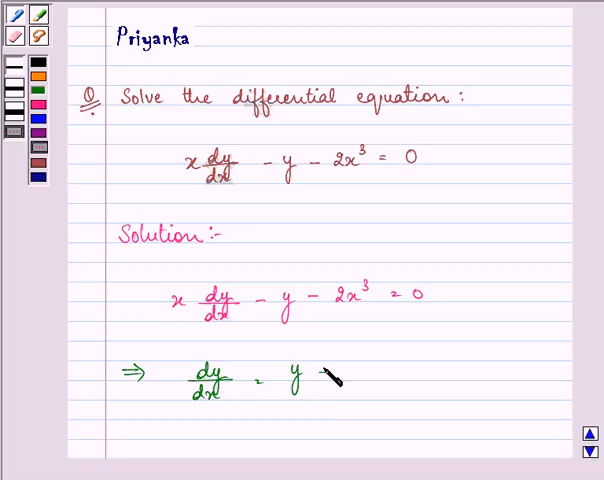 Priyanka
Q. Solve the differential equation:
x dy/dx - y - 2x³ = 0
Solution:-
x dy/dx - y - 2x³ = 0
⇒ dy/dx = y